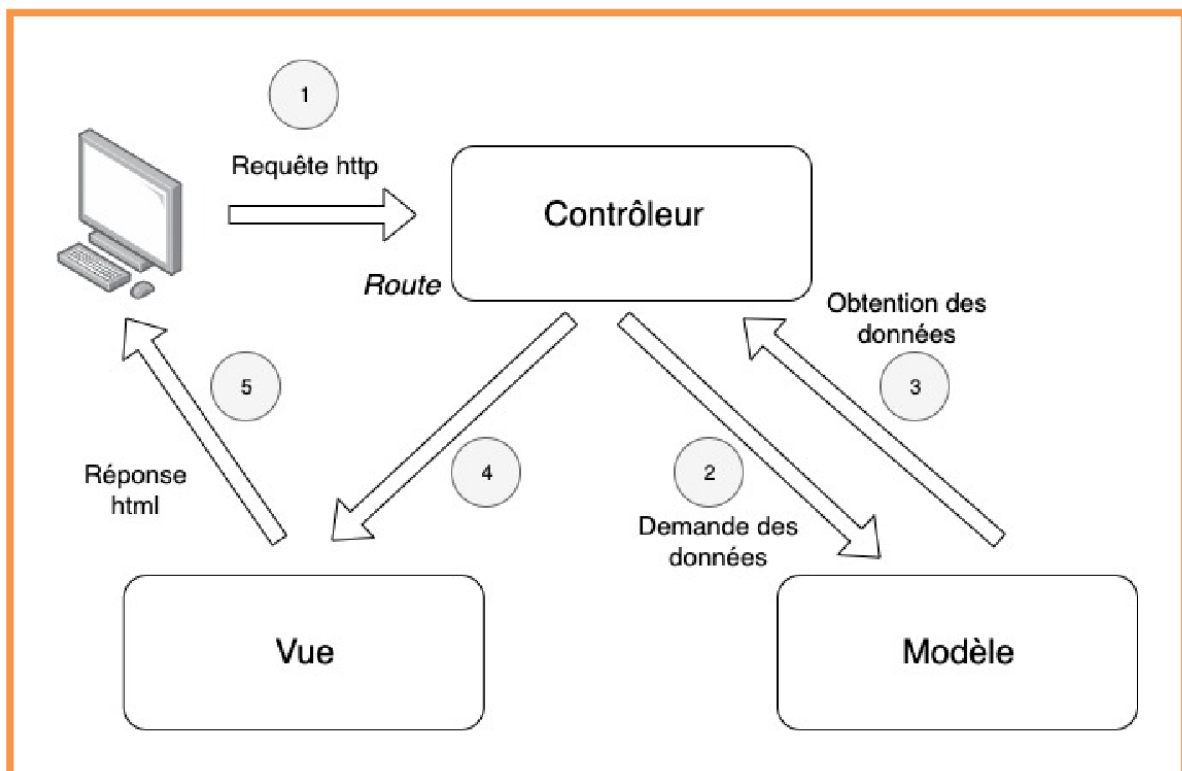 1
Requête http
Contrôleur
Route
Obtention des
données
3
5
4
2
Réponse
html
Demande des
données
Vue
Modèle